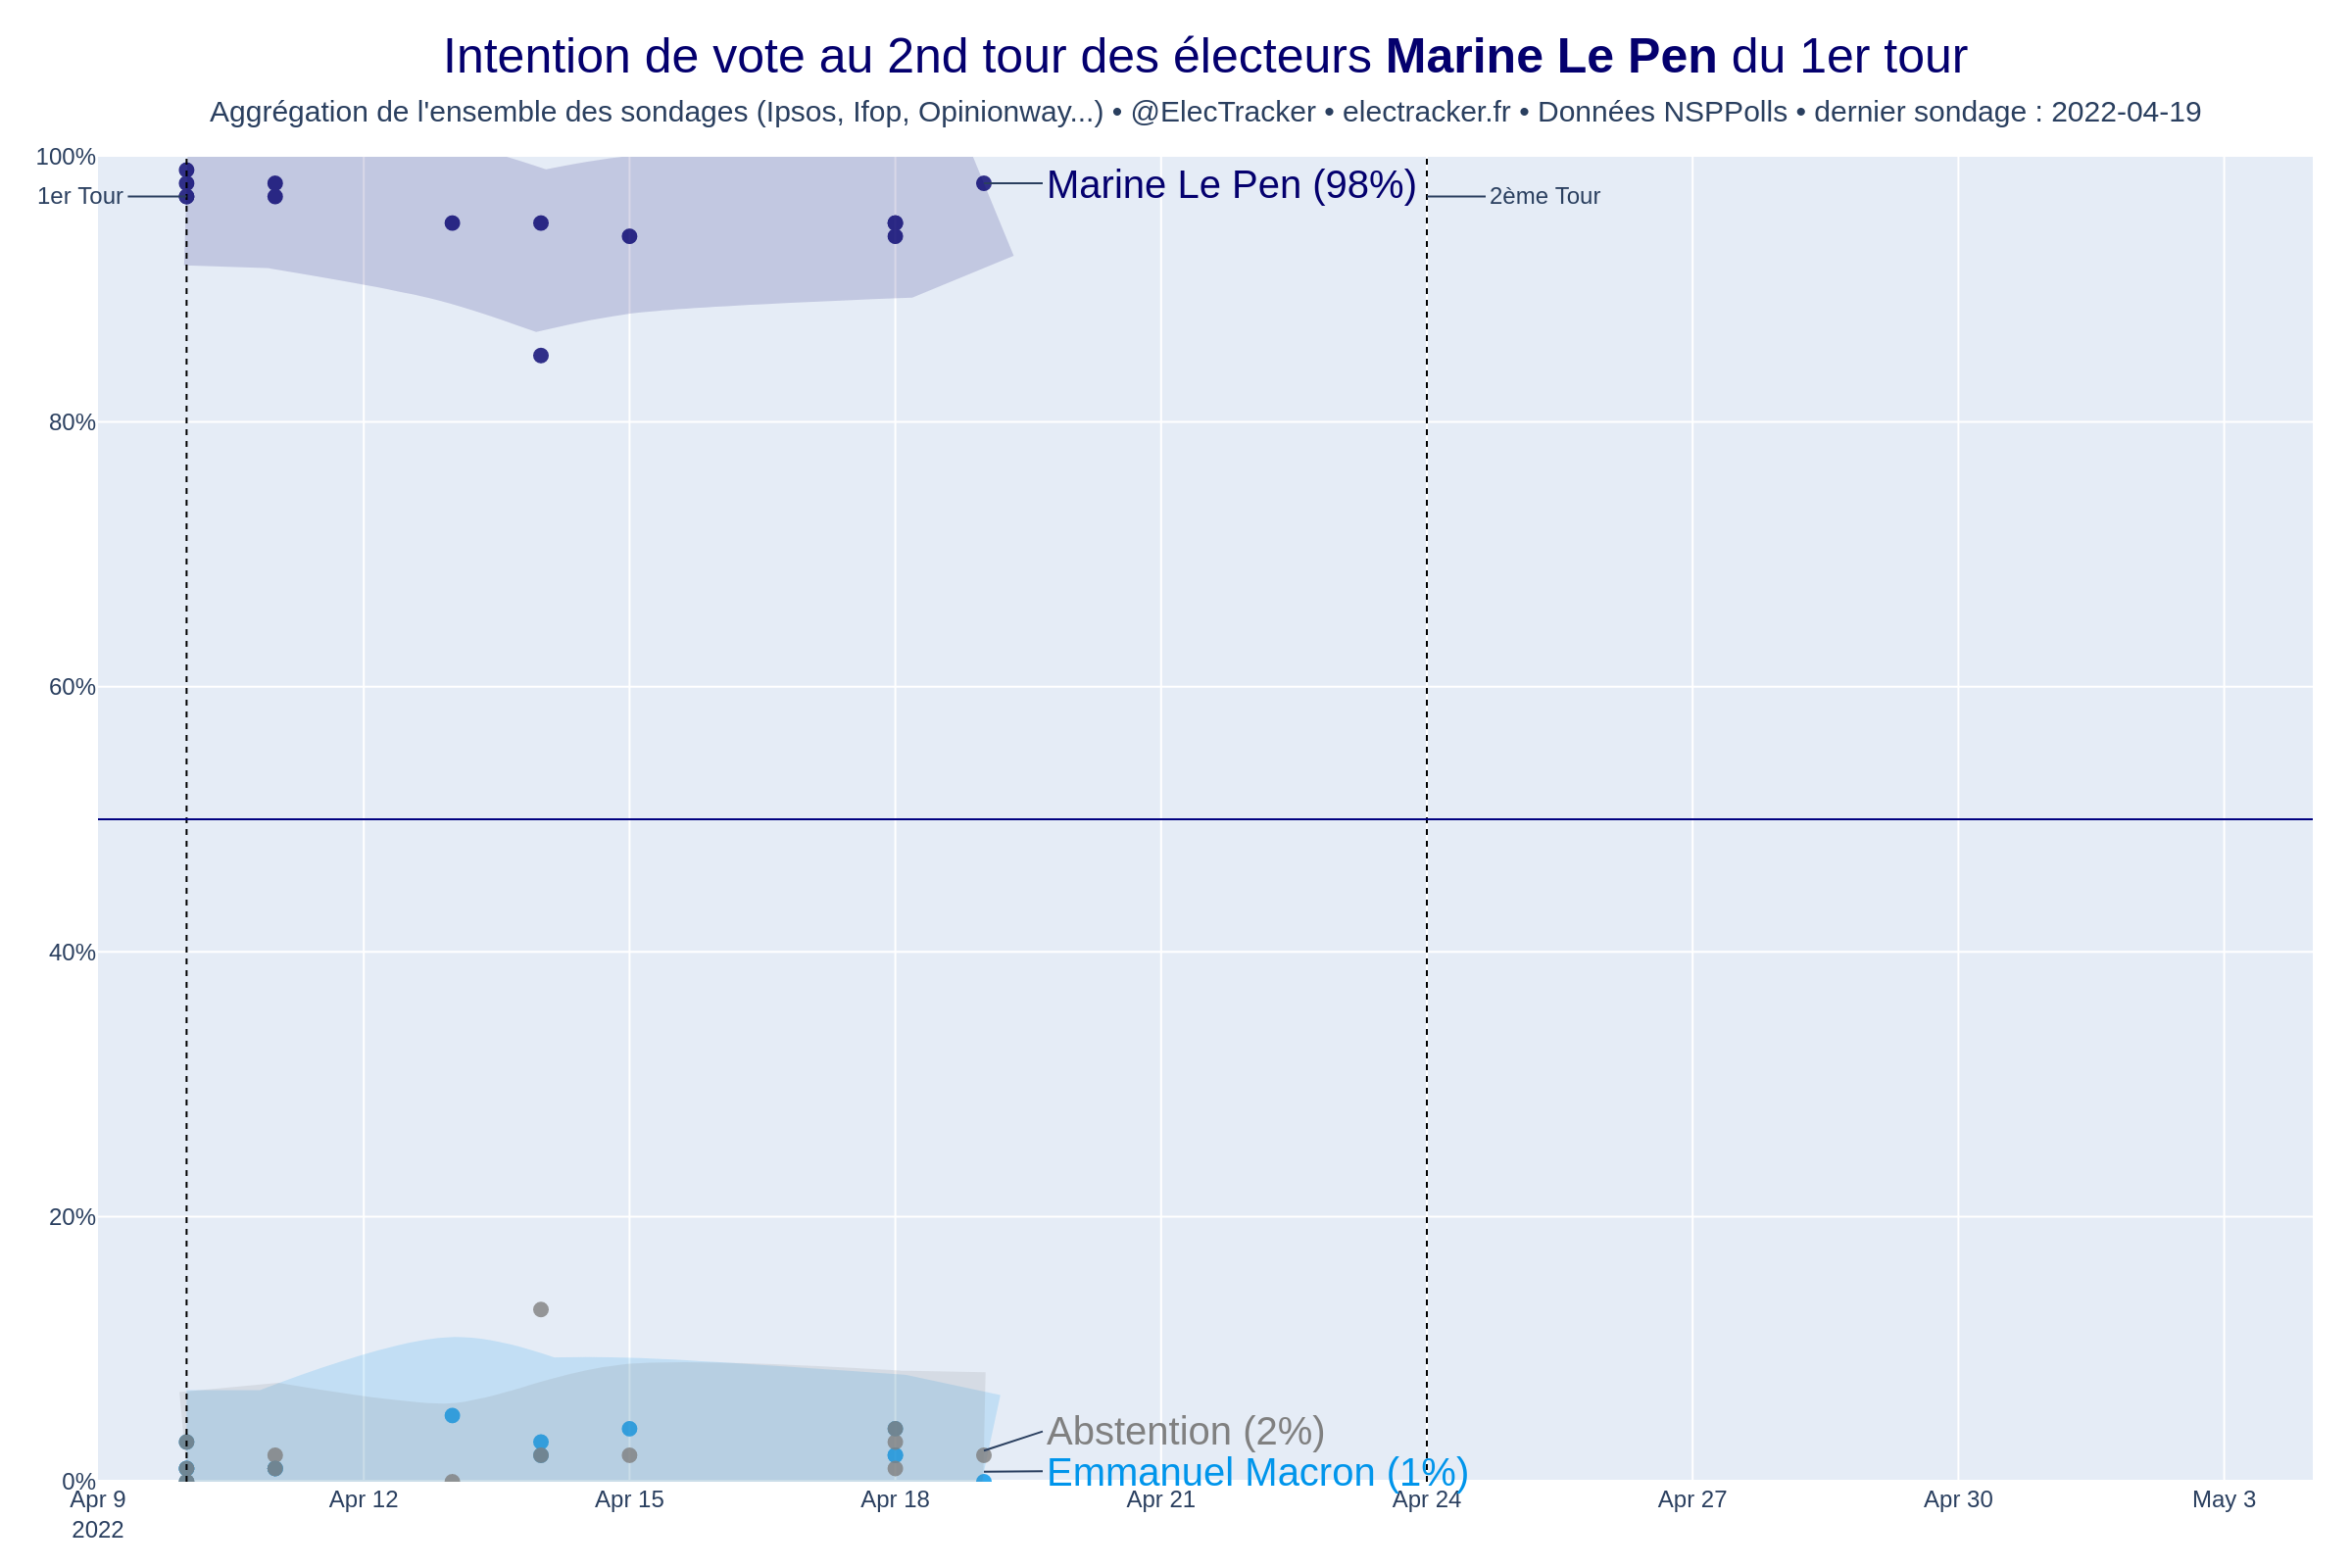 Intention de vote au 2nd tour des électeurs Marine Le Pen du 1er tour
Aggrégation de l'ensemble des sondages (Ipsos, Ifop, Opinionway...) • @ElecTracker • electracker.fr • Données NSPPolls • dernier sondage : 2022-04-19
100%
1er Tour
Marine Le Pen (98%)
2ème Tour
80%
60%
40%
20%
Abstention (2%)
Emmanuel Macron (1%)
0%
Apr 9 Apr 12 Apr 15 Apr 18 Apr 21 Apr 24 Apr 27 Apr 30 May 3
2022